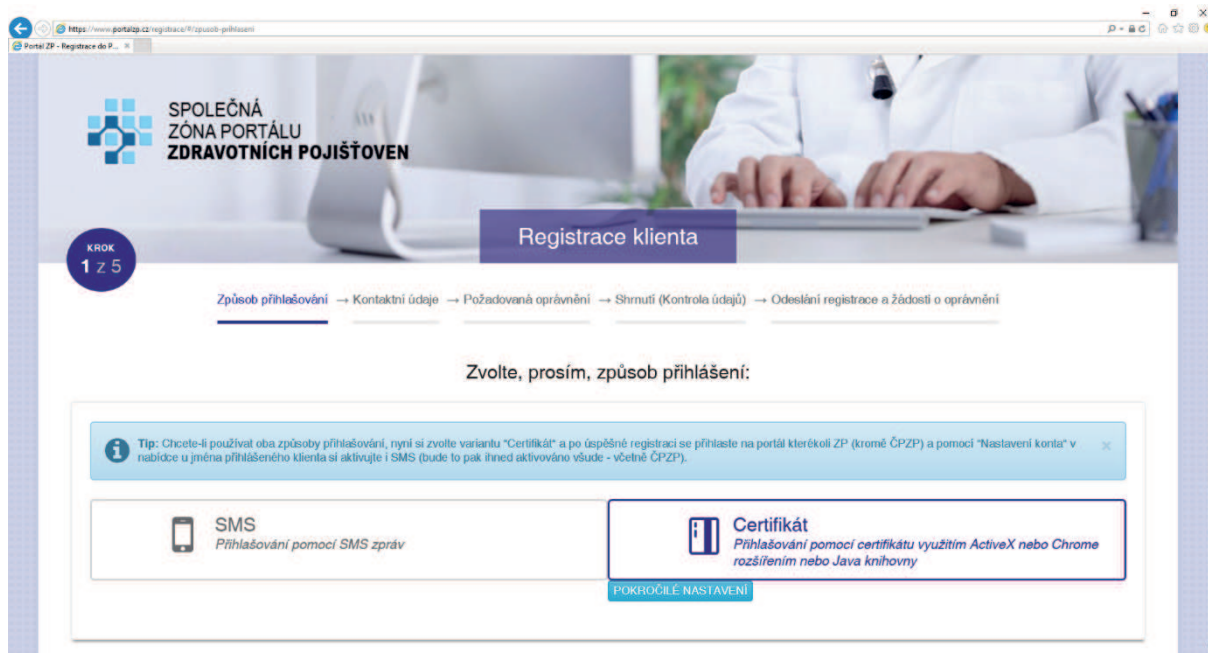 https://www.portalzp.cz/registrace/#/zpusob-prihlaseni
Portál ZP - Registrace do P...
SPOLEČNÁ
ZÓNA PORTÁLU
ZDRAVOTNÍCH POJIŠŤOVEN
Registrace klienta
KROK
1 z 5
Způsob přihlašování → Kontaktní údaje → Požadovaná oprávnění → Shrnutí (Kontrola údajů) → Odeslání registrace a žádosti o oprávnění
Zvolte, prosím, způsob přihlášení:
Tip: Chcete-li používat oba způsoby přihlašování, nyní si zvolte variantu "Certifikát" a po úspěšné registraci se přihlaste na portál kterékoli ZP (kromě ČPZP) a pomocí "Nastavení konta" v
nabídce u jména přihlášeného klienta si aktivujte i SMS (bude to pak ihned aktivováno všude - včetně ČPZP).
SMS
Přihlašování pomocí SMS zpráv
Certifikát
Přihlašování pomocí certifikátu využitím ActiveX nebo Chrome
rozšířením nebo Java knihovny
POKROČILÉ NASTAVENÍ